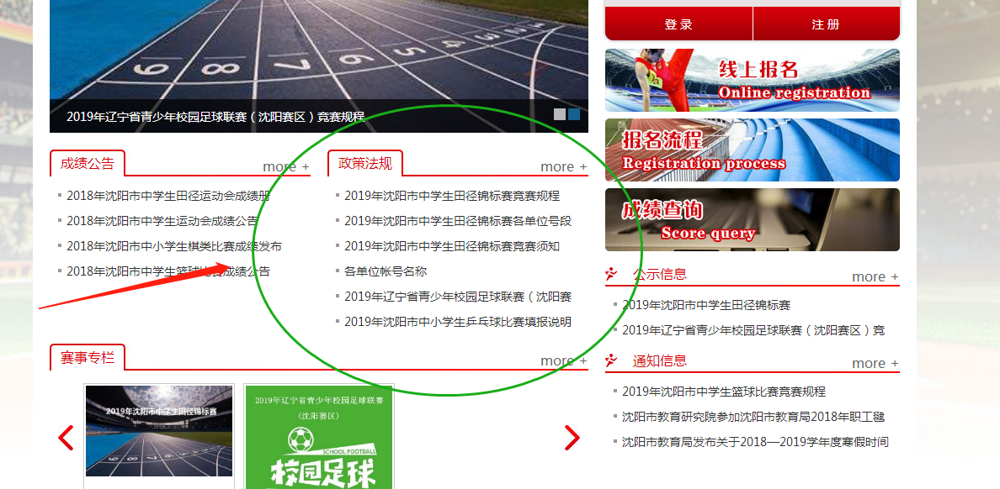 登 录
注 册
线上报名
Online registration
报名流程
Registration process
成绩查询
Score query
9 8 7 6 5 4 3 2 1
2019年辽宁省青少年校园足球联赛（沈阳赛区）竞赛规程
成绩公告
more +
2018年沈阳市中学生田径运动会成绩册
2018年沈阳市中学生运动会成绩公告
2018年沈阳市中小学生棋类比赛成绩发布
2018年沈阳市中学生篮球比赛成绩公告
政策法规
more +
2019年沈阳市中学生田径锦标赛竞赛规程
2019年沈阳市中学生田径锦标赛各单位号段
2019年沈阳市中学生田径锦标赛竞赛须知
各单位帐号名称
2019年辽宁省青少年校园足球联赛（沈阳赛
2019年沈阳市中小学生乒乓球比赛填报说明
公示信息
more +
2019年沈阳市中学生田径锦标赛
2019年辽宁省青少年校园足球联赛（沈阳赛区）竞
通知信息
more +
2019年沈阳市中学生篮球比赛竞赛规程
沈阳市教育研究院参加沈阳市教育局2018年职工毽
沈阳市教育局发布关于2018—2019学年度寒假时间
赛事专栏
more +
2019年沈阳市中学生田径锦标赛
2019年辽宁省青少年校园足球联赛
(沈阳赛区)
SCHOOL FOOTBALL
校园足球